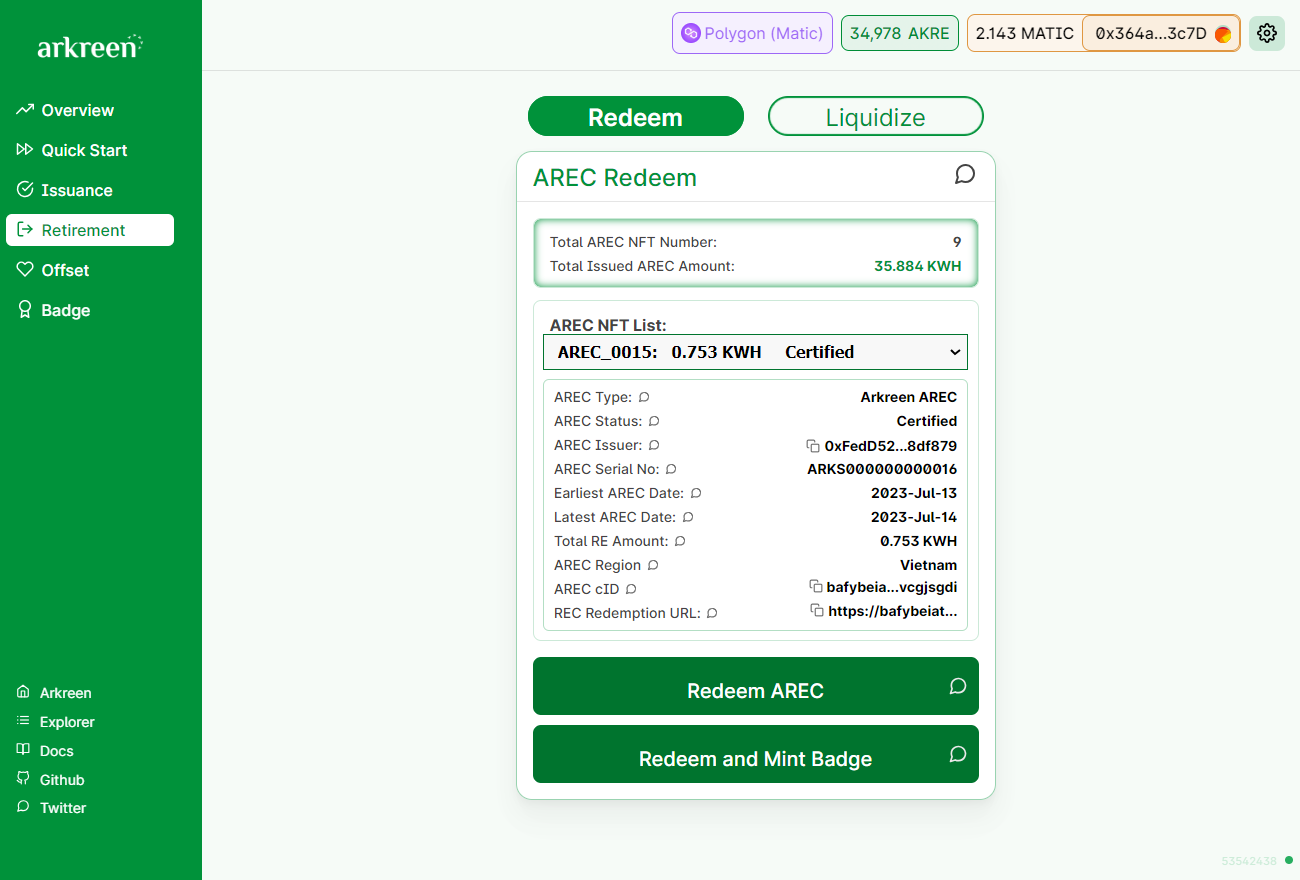 arkreen
Overview
Quick Start
Issuance
Retirement
Offset
Badge
Arkreen
Explorer
Docs
Github
Twitter
Polygon (Matic)
34,978 AKRE
2.143 MATIC
0x364a...3c7D
Redeem
Liquidize
AREC Redeem
Total AREC NFT Number: 9
Total Issued AREC Amount: 35.884 KWH
AREC NFT List:
AREC_0015: 0.753 KWH Certified
AREC Type: Arkreen AREC
AREC Status: Certified
AREC Issuer: 0xFedD52...8df879
AREC Serial No: ARKS000000000016
Earliest AREC Date: 2023-Jul-13
Latest AREC Date: 2023-Jul-14
Total RE Amount: 0.753 KWH
AREC Region Vietnam
AREC cID bafybeia...vcgjsgdi
REC Redemption URL: https://bafybeiat...
Redeem AREC
Redeem and Mint Badge
53542438